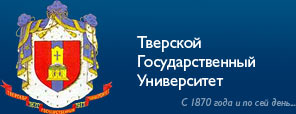 Тверской
Государственный
Университет
С 1870 года и по сей день...